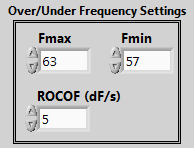 Over/Under Frequency Settings
Fmax Fmin
63 57
ROCOF (dF/s)
5